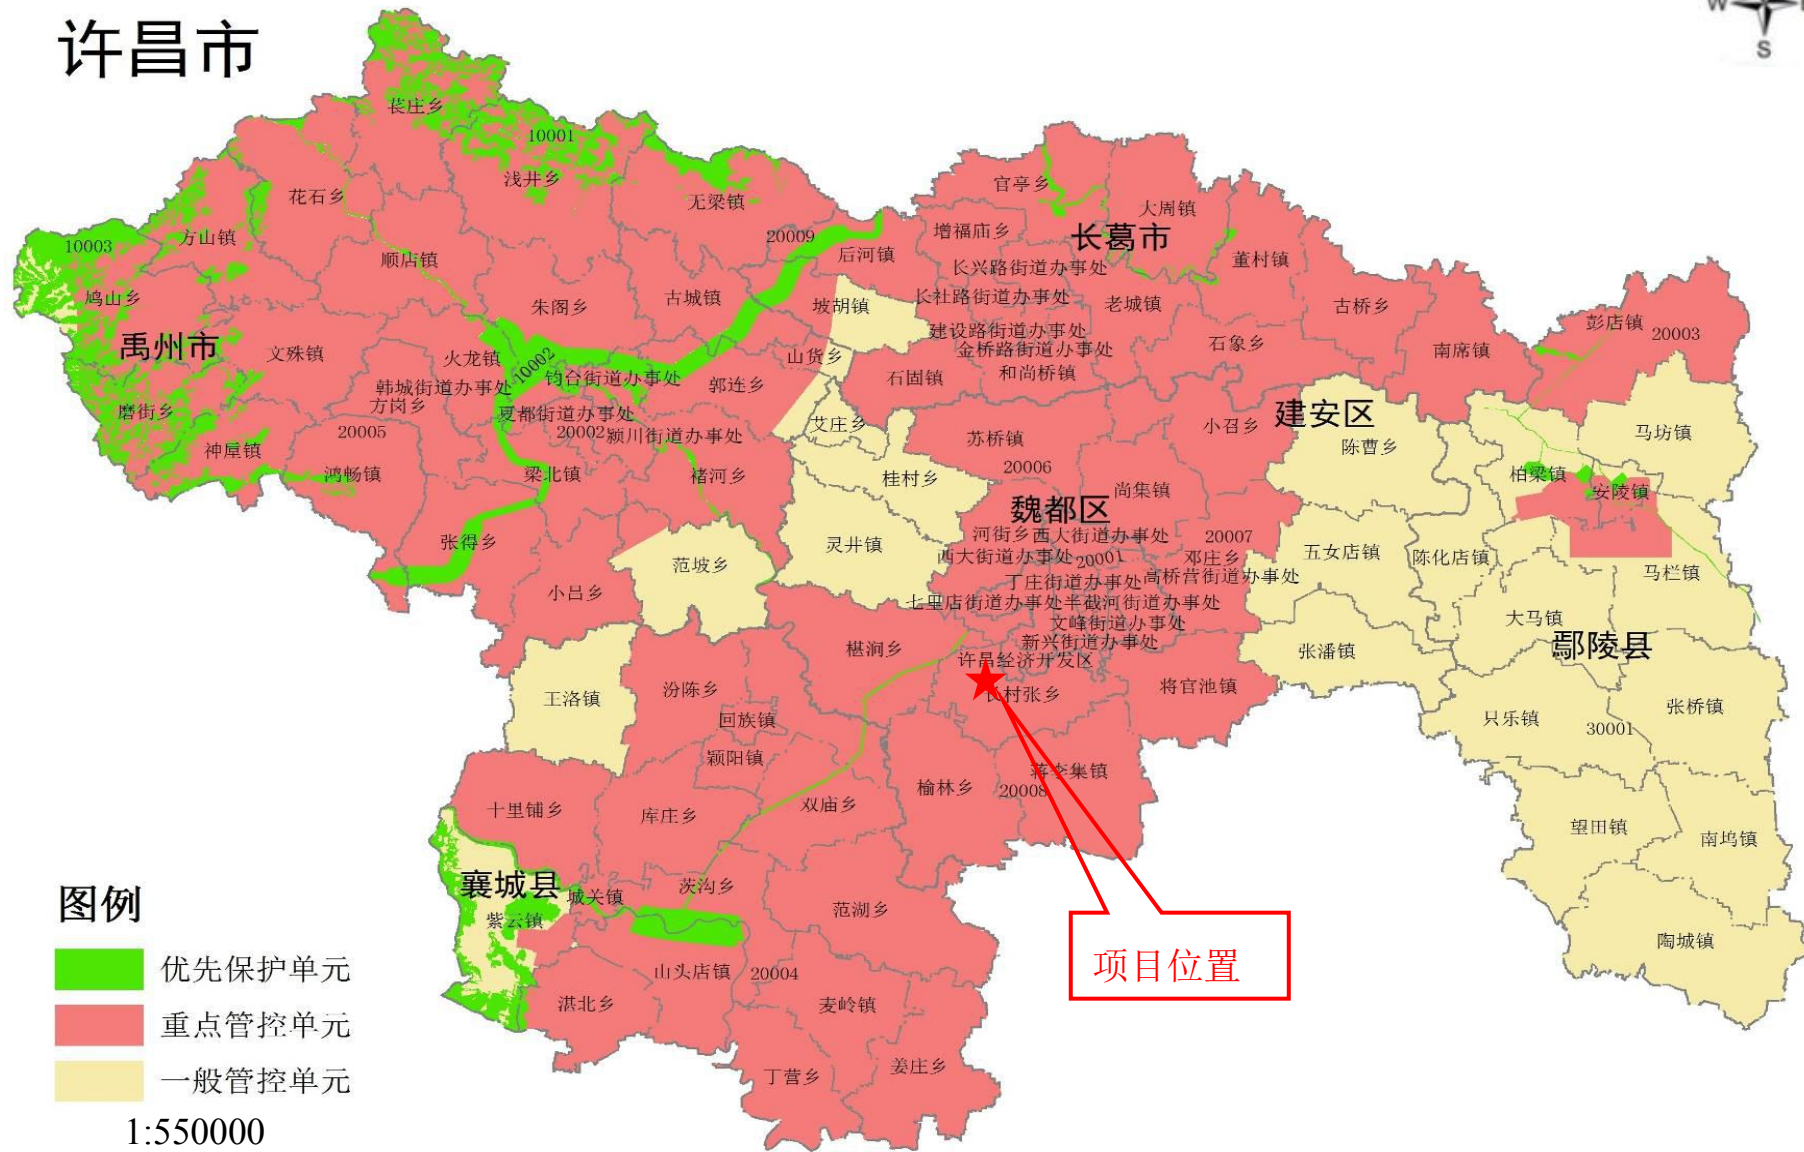 许昌市
W
S
苌庄乡
10001
浅井乡
花石乡
无梁镇
方山镇
10003
顺店镇
20009
后河镇
官亭乡
大周镇
增福庙乡
长葛市
董村镇
长兴路街道办事处
鸠山乡
朱阁乡
古城镇
坡胡镇
长社路街道办事处
老城镇
古桥乡
建设路街道办事处
彭店镇
20003
禹州市
文殊镇
火龙镇
10002
山货乡
金桥路街道办事处
石象乡
南席镇
钧台街道办事处
郭连乡
石固镇
和尚桥镇
韩城街道办事处
方岗乡
磨街乡
夏都街道办事处
20005
20002
颍川街道办事处
艾庄乡
苏桥镇
小召乡
建安区
陈曹乡
马坊镇
神垕镇
鸿畅镇
梁北镇
褚河乡
桂村乡
20006
尚集镇
柏梁镇
安陵镇
魏都区
张得乡
灵井镇
河街乡
西大街道办事处
20007
西大街道办事处
20001
邓庄乡
五女店镇
陈化店镇
范坡乡
丁庄街道办事处
高桥营街道办事处
马栏镇
小吕乡
七里店街道办事处
半截河街道办事处
大马镇
文峰街道办事处
新兴街道办事处
椹涧乡
许昌经济开发区
张潘镇
鄢陵县
王洛镇
汾陈乡
长村张乡
将官池镇
张桥镇
回族镇
只乐镇
30001
颖阳镇
榆林乡
蒋李集镇
20008
十里铺乡
库庄乡
双庙乡
望田镇
南坞镇
襄城县
城关镇
茨沟乡
范湖乡
紫云镇
陶城镇
山头店镇
20004
湛北乡
麦岭镇
丁营乡
姜庄乡
项目位置
图例
优先保护单元
重点管控单元
一般管控单元
1:550000